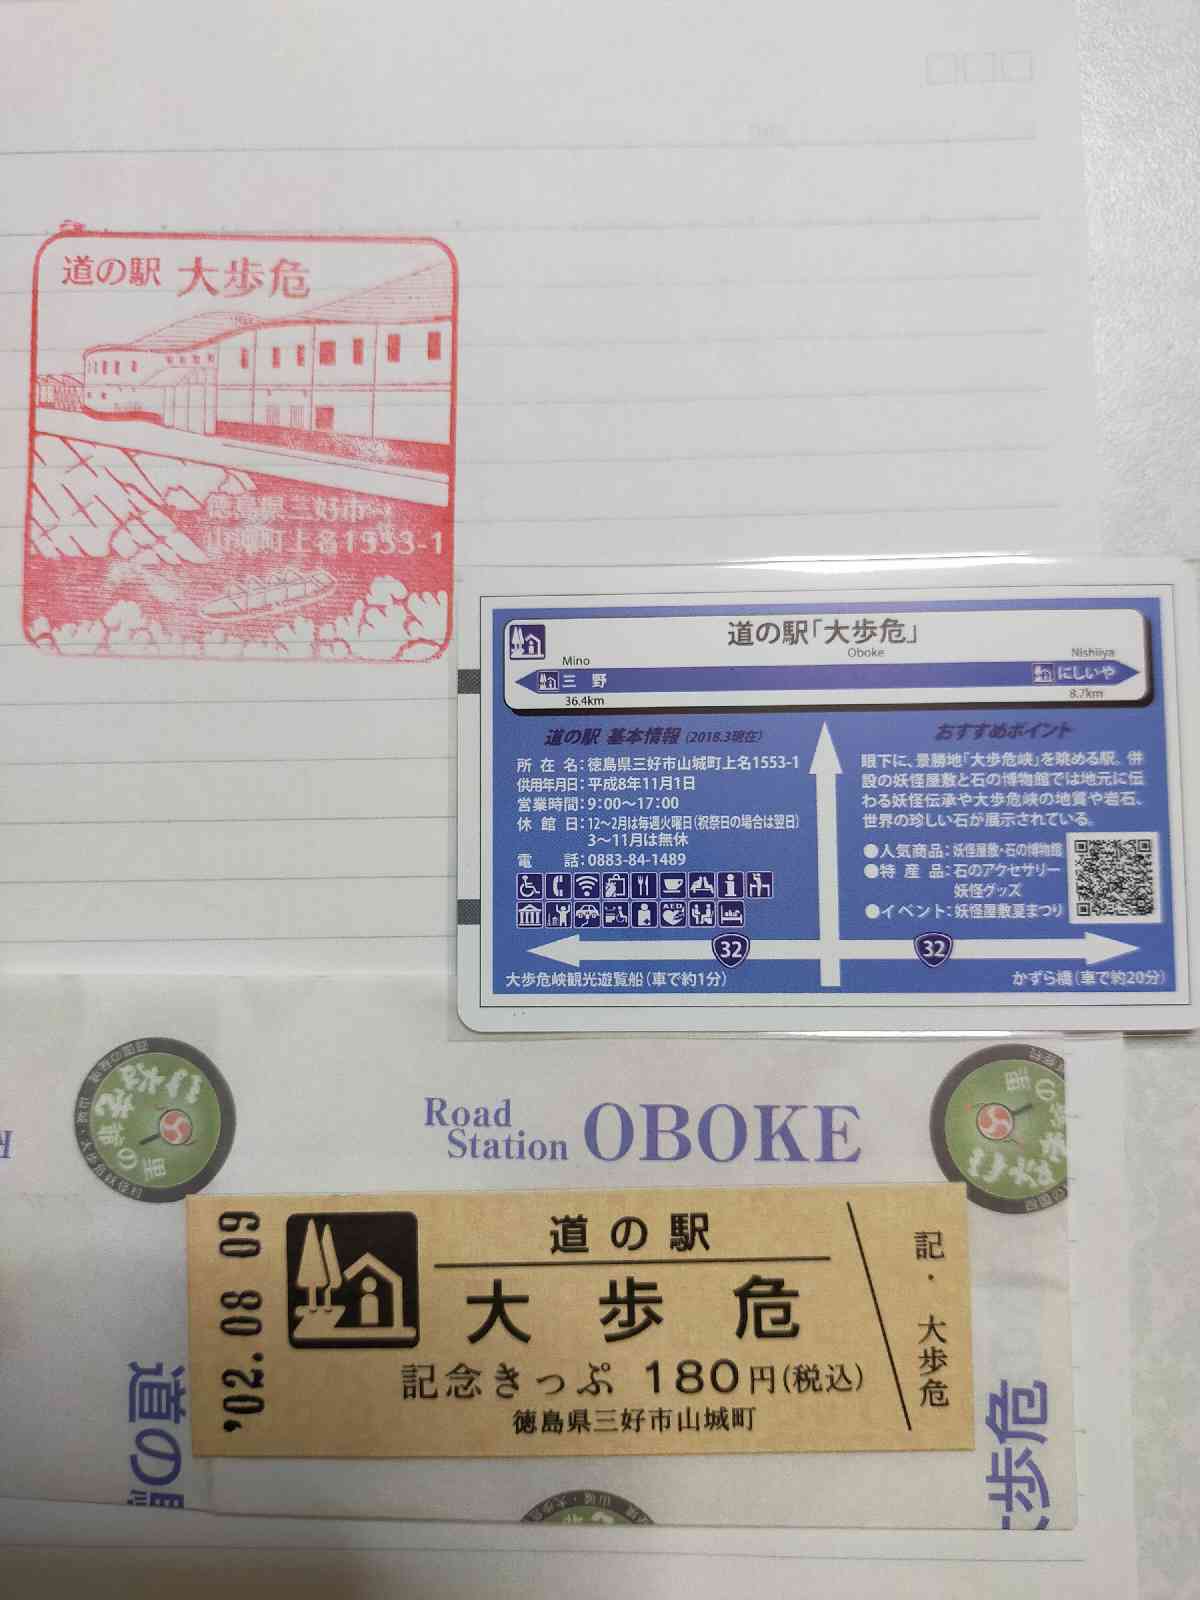 道の駅 大歩危
徳島県三好市
山城町上名1553-1
道の駅「大歩危」
Oboke
Mino
三 野
36.4km
Nishiiya
にしいや
8.7km
道の駅 基本情報 (2018.3現在)
所 在 名：徳島県三好市山城町上名1553-1
供用年月日：平成8年11月1日
営業時間：9：00～17：00
休 館 日：12～2月は毎週火曜日（祝祭日の場合は翌日）
3～11月は無休
電 話：0883-84-1489
おすすめポイント
眼下に、景勝地「大歩危峡」を眺める駅。併
設の妖怪屋敷と石の博物館では地元に伝
わる妖怪伝承や大歩危峡の地質や岩石、
世界の珍しい石が展示されている。
●人気商品：妖怪屋敷・石の博物館
●特 産 品：石のアクセサリー
妖怪グッズ
●イベント：妖怪屋敷夏まつり
AED
32
32
大歩危峡観光遊覧船（車で約1分）
かずら橋（車で約20分）
Road
Station OBOKE
'02.08 09
道の駅
大 歩 危
記念きっぷ 180円(税込)
徳島県三好市山城町
記・大歩危
道の駅
大歩危